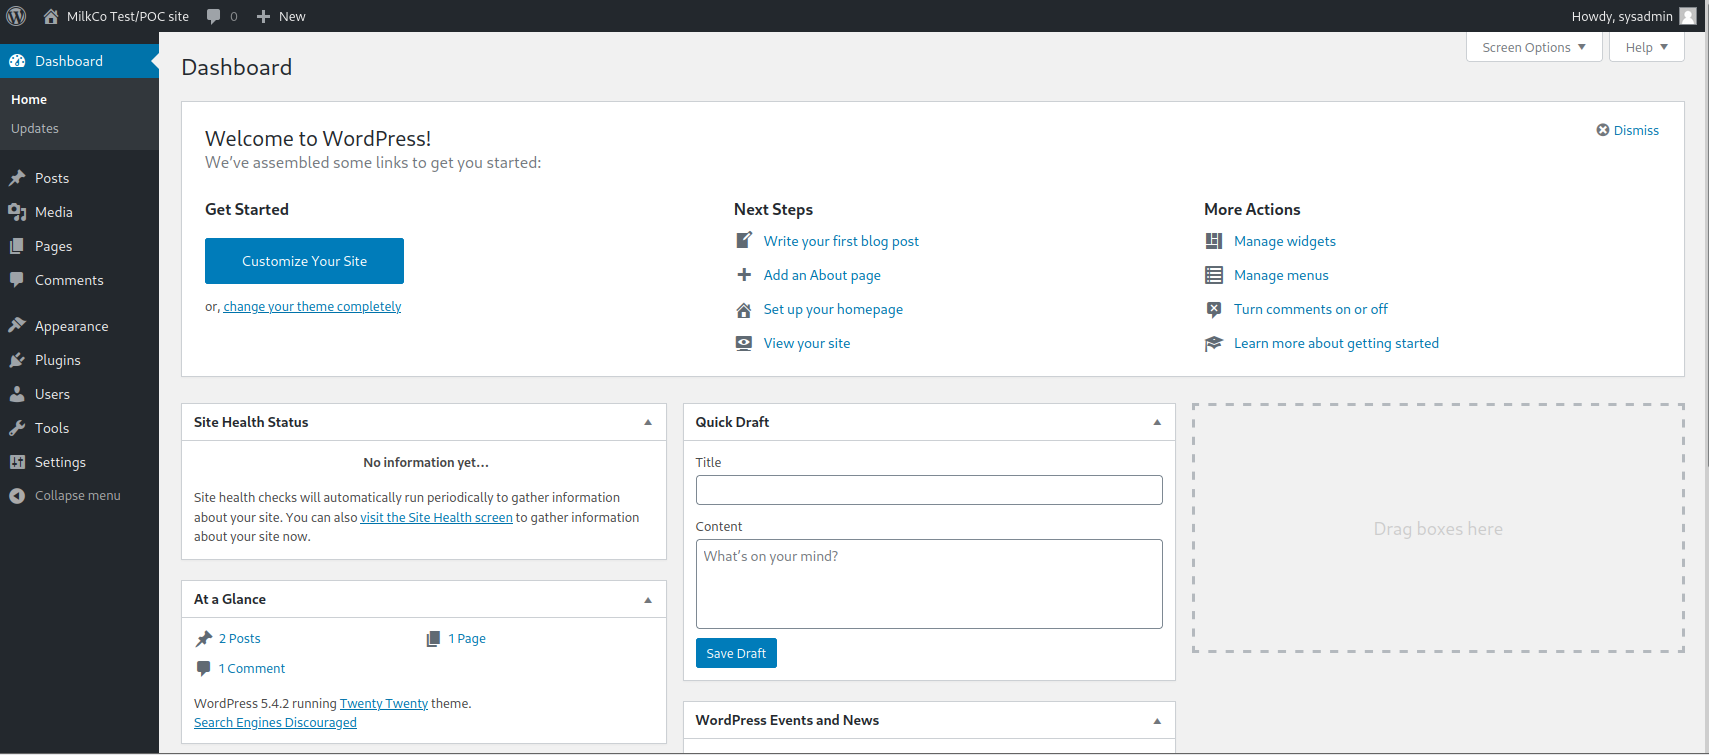 MilkCo Test/POC site 0 New Howdy, sysadmin
Dashboard
Home
Updates
Posts
Media
Pages
Comments
Appearance
Plugins
Users
Tools
Settings
Collapse menu
Screen Options Help
Dashboard
Welcome to WordPress!
We've assembled some links to get you started:
Dismiss
Get Started
Customize Your Site
or, change your theme completely
Next Steps
Write your first blog post
Add an About page
Set up your homepage
View your site
More Actions
Manage widgets
Manage menus
Turn comments on or off
Learn more about getting started
Site Health Status
No information yet…
Site health checks will automatically run periodically to gather information
about your site. You can also visit the Site Health screen to gather information
about your site now.
At a Glance
2 Posts 1 Page
1 Comment
WordPress 5.4.2 running Twenty Twenty theme.
Search Engines Discouraged
Quick Draft
Title
Content
What's on your mind?
Save Draft
WordPress Events and News
Drag boxes here